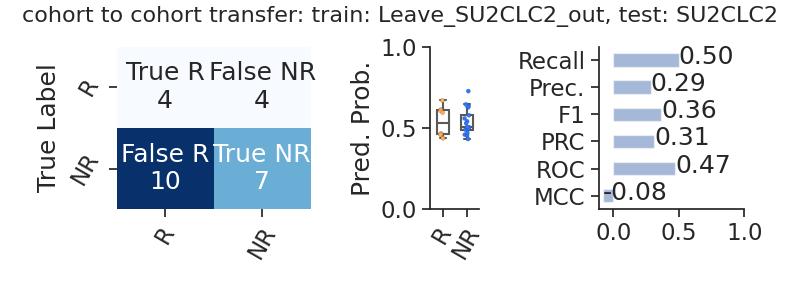 cohort to cohort transfer: train: Leave_SU2CLC2_out, test: SU2CLC2
True Label
R
NR
True R
4
False NR
4
False R
10
True NR
7
R
NR
Pred. Prob.
1.0
0.5
0.0
R
NR
Recall
0.50
Prec.
0.29
F1
0.36
PRC
0.31
ROC
0.47
MCC
-0.08
0.0
0.5
1.0